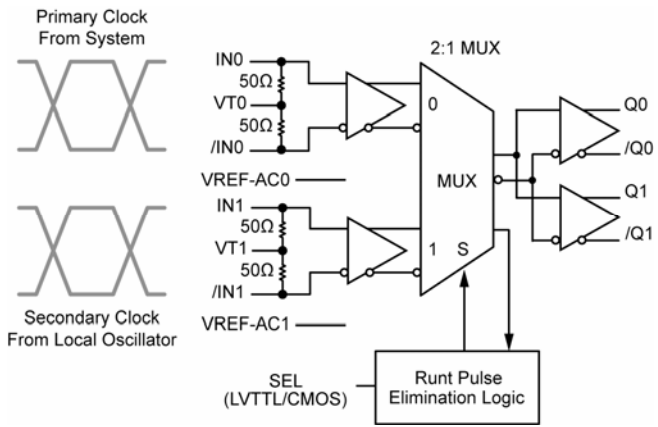 Primary Clock
From System
IN0
50Ω
VT0
50Ω
/IN0
VREF-AC0
IN1
50Ω
VT1
50Ω
/IN1
VREF-AC1
Secondary Clock
From Local Oscillator
2:1 MUX
0
MUX
1 S
Q0
/Q0
Q1
/Q1
SEL
(LVTTL/CMOS)
Runt Pulse
Elimination Logic